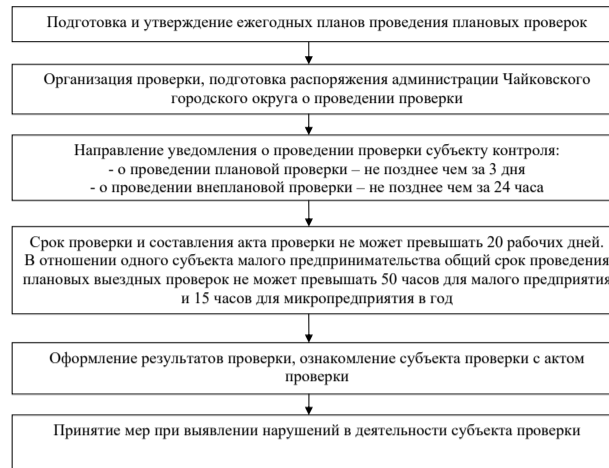 Подготовка и утверждение ежегодных планов проведения плановых проверок
Организация проверки, подготовка распоряжения администрации Чайковского
городского округа о проведении проверки
Направление уведомления о проведении проверки субъекту контроля:
- о проведении плановой проверки – не позднее чем за 3 дня
- о проведении внеплановой проверки – не позднее чем за 24 часа
Срок проверки и составления акта проверки не может превышать 20 рабочих дней.
В отношении одного субъекта малого предпринимательства общий срок проведения
плановых выездных проверок не может превышать 50 часов для малого предприятия
и 15 часов для микропредприятия в год
Оформление результатов проверки, ознакомление субъекта проверки с актом
проверки
Принятие мер при выявлении нарушений в деятельности субъекта проверки